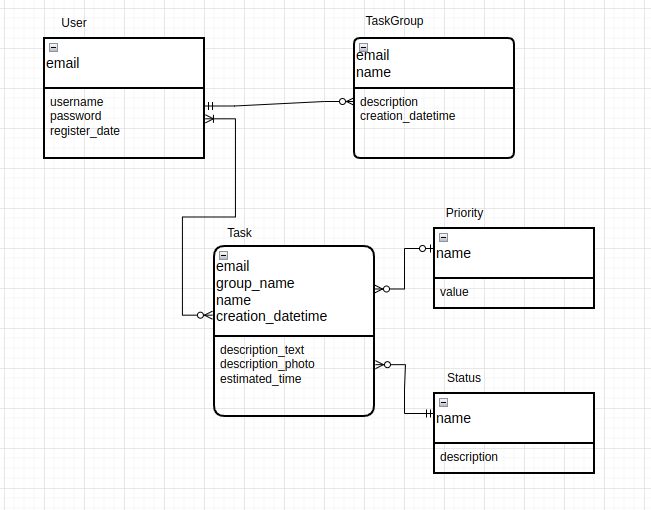 User
email
username
password
register_date
TaskGroup
email
name
description
creation_datetime
Task
email
group_name
name
creation_datetime
description_text
description_photo
estimated_time
Priority
name
value
Status
name
description